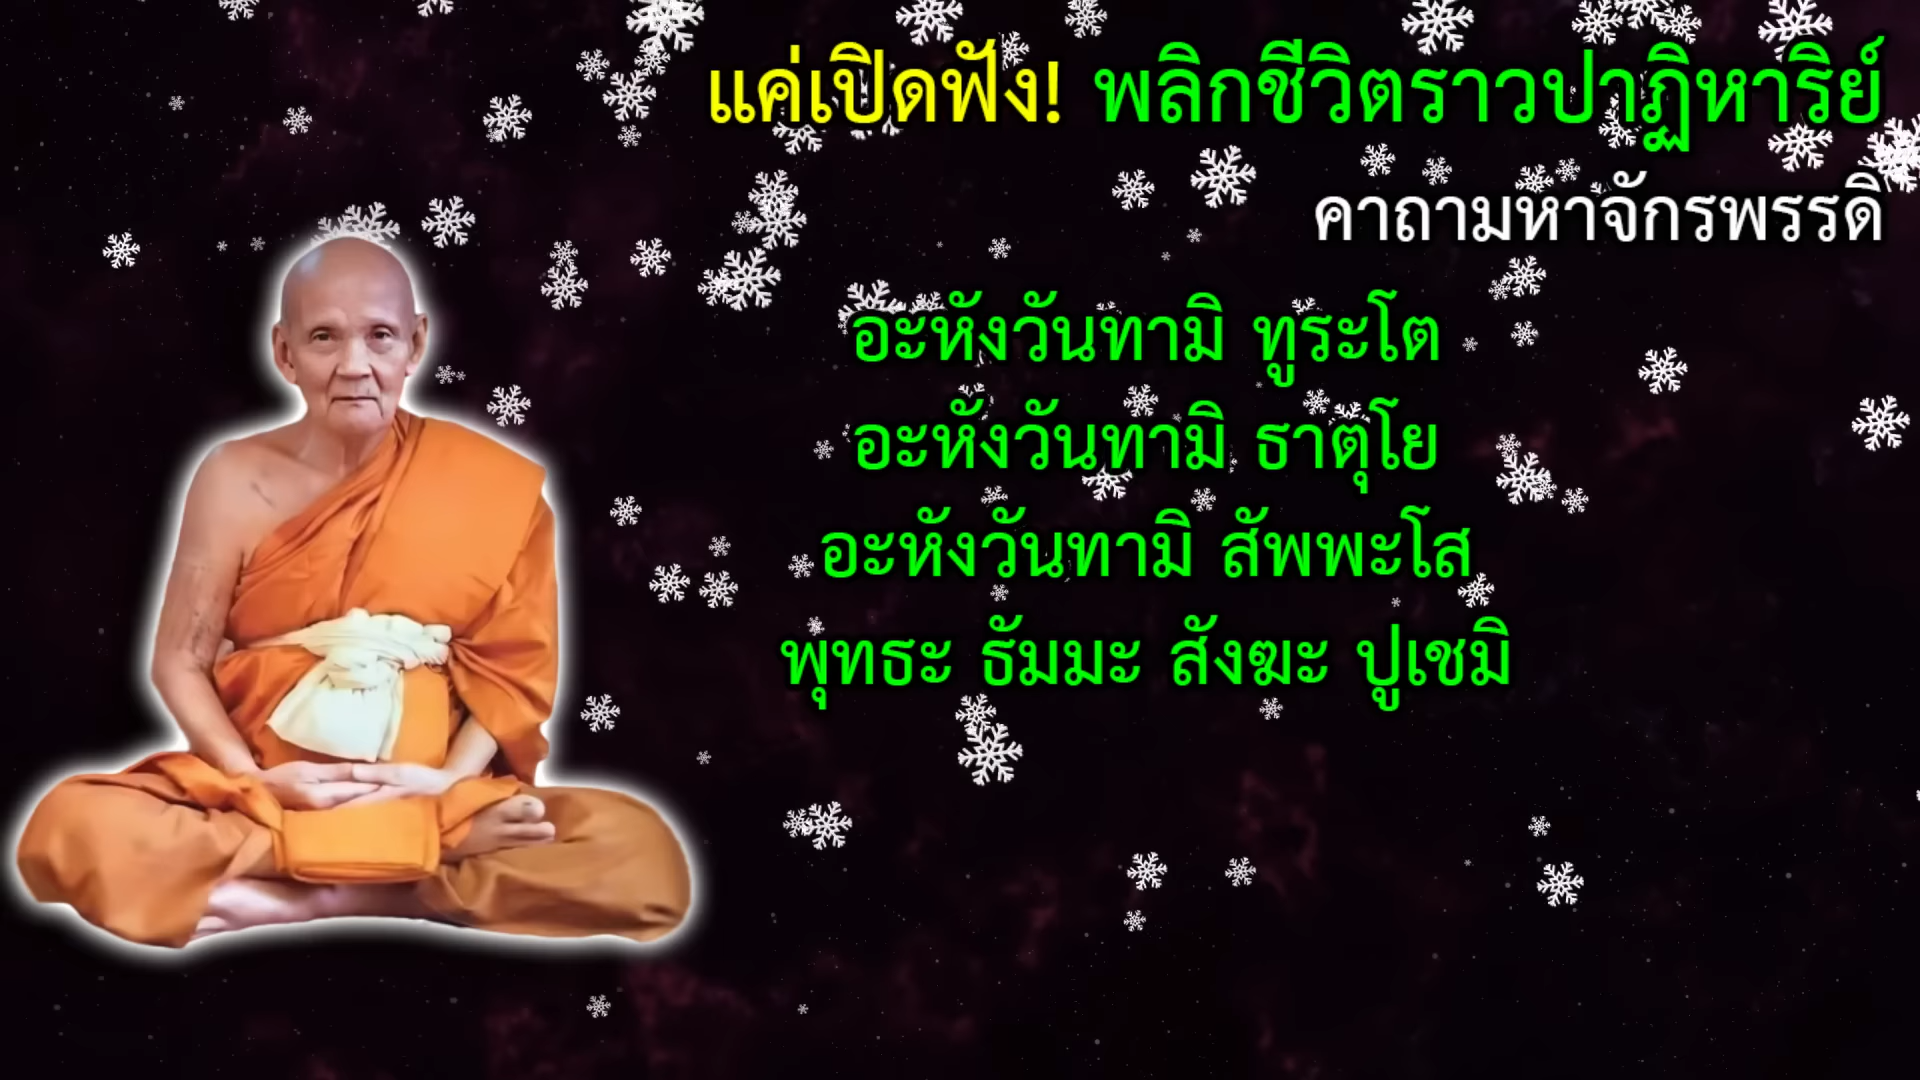 แค่เปิดฟัง! พลิกชีวิตราวปาฏิหาริย์
คาถามหาจักรพรรดิ
อะหังวันทามิ ทูระโต
อะหังวันทามิ ธาตุโย
อะหังวันทามิ สัพพะโส
พุทธะ ธัมมะ สังฆะ ปูเชมิ